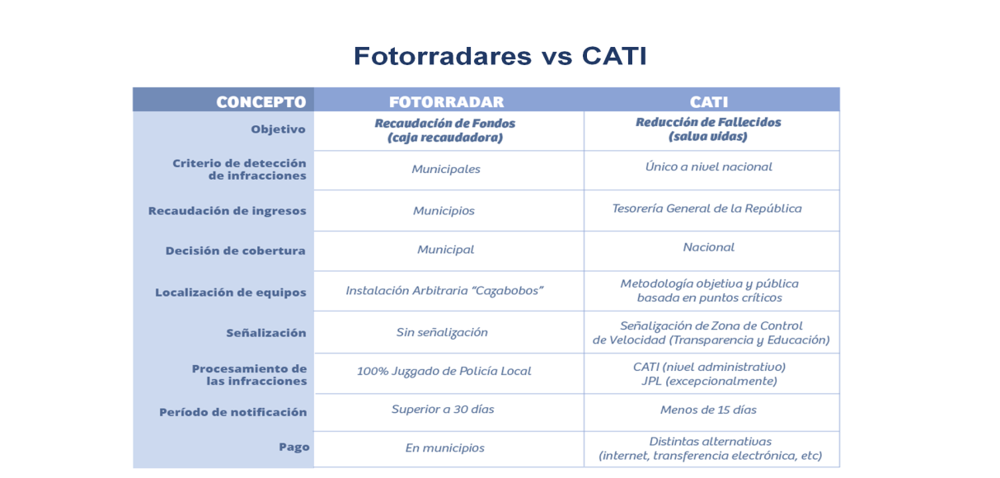 Fotorradares vs CATI
CONCEPTO FOTORRADAR CATI
Objetivo
Recaudación de Fondos
(caja recaudadora)
Reducción de Fallecidos
(salva vidas)
Criterio de detección
de infracciones
Municipales
Único a nivel nacional
Recaudación de ingresos
Municipios
Tesorería General de la República
Decisión de cobertura
Municipal
Nacional
Localización de equipos
Instalación Arbitraria “Cazabobos”
Metodología objetiva y pública
basada en puntos críticos
Señalización
Sin señalización
Señalización de Zona de Control
de Velocidad (Transparencia y Educación)
Procesamiento de
las infracciones
100% Juzgado de Policía Local
CATI (nivel administrativo)
JPL (excepcionalmente)
Período de notificación
Superior a 30 días
Menos de 15 días
Pago
En municipios
Distintas alternativas
(internet, transferencia electrónica, etc)